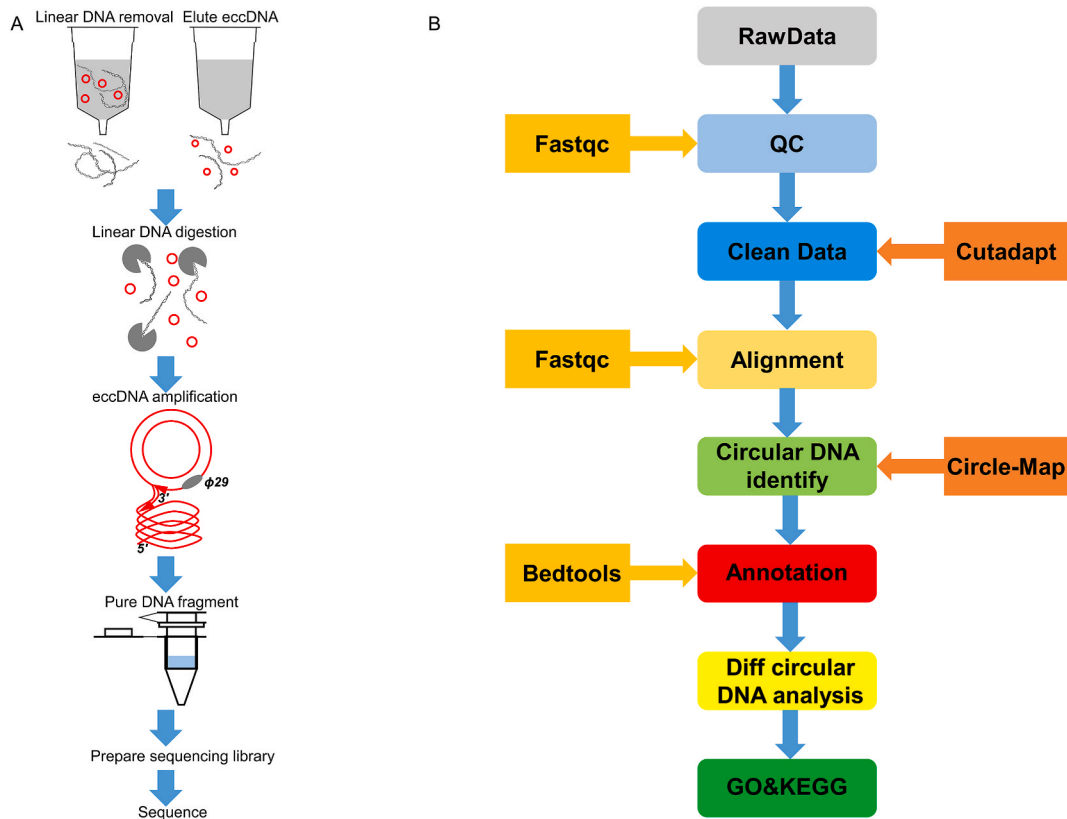 A
Linear DNA removal
Elute eccDNA
Linear DNA digestion
eccDNA amplification
ϕ29
3'
5'
Pure DNA fragment
Prepare sequencing library
Sequence
B
RawData
Fastqc
QC
Clean Data
Cutadapt
Fastqc
Alignment
Circular DNA
identify
Circle-Map
Bedtools
Annotation
Diff circular
DNA analysis
GO&KEGG